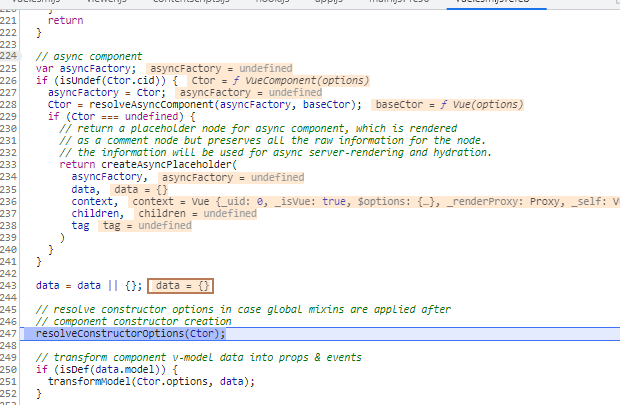 221 return
222 }
223
224 // async component
225 var asyncFactory; asyncFactory = undefined
226 if (isUndef(Ctor.cid)) { Ctor = ƒ VueComponent(options)
227 asyncFactory = Ctor; asyncFactory = undefined
228 Ctor = resolveAsyncComponent(asyncFactory, baseCtor); baseCtor = ƒ Vue(options)
229 if (Ctor === undefined) {
230 // return a placeholder node for async component, which is rendered
231 // as a comment node but preserves all the raw information for the node.
232 // the information will be used for async server-rendering and hydration.
233 return createAsyncPlaceholder(
234 asyncFactory, asyncFactory = undefined
235 data, data = {}
236 context, context = Vue {_uid: 0, _isVue: true, $options: {…}, _renderProxy: Proxy, _self: V
237 children, children = undefined
238 tag tag = undefined
239 )
240 }
241 }
242
243 data = data || {}; data = {}
244
245 // resolve constructor options in case global mixins are applied after
246 // component constructor creation
247 resolveConstructorOptions(Ctor);
248
249 // transform component v-model data into props & events
250 if (isDef(data.model)) {
251 transformModel(Ctor.options, data);
252 }